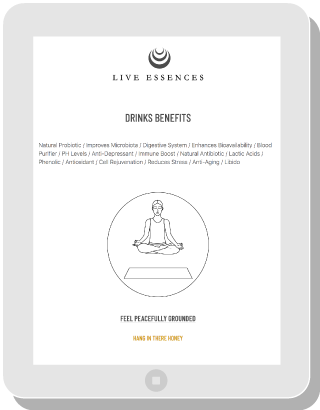 LIVE ESSENCES
DRINKS BENEFITS
Natural Probiotic / Improves Microbiota / Digestive System / Enhances Bioavailability / Blood
Purifier / PH Levels / Anti-Depressant / Immune Boost / Natural Antibiotic / Lactic Acids /
Phenolic / Antioxidant / Cell Rejuvenation / Reduces Stress / Anti-Aging / Libido
FEEL PEACEFULLY GROUNDED
HANG IN THERE HONEY